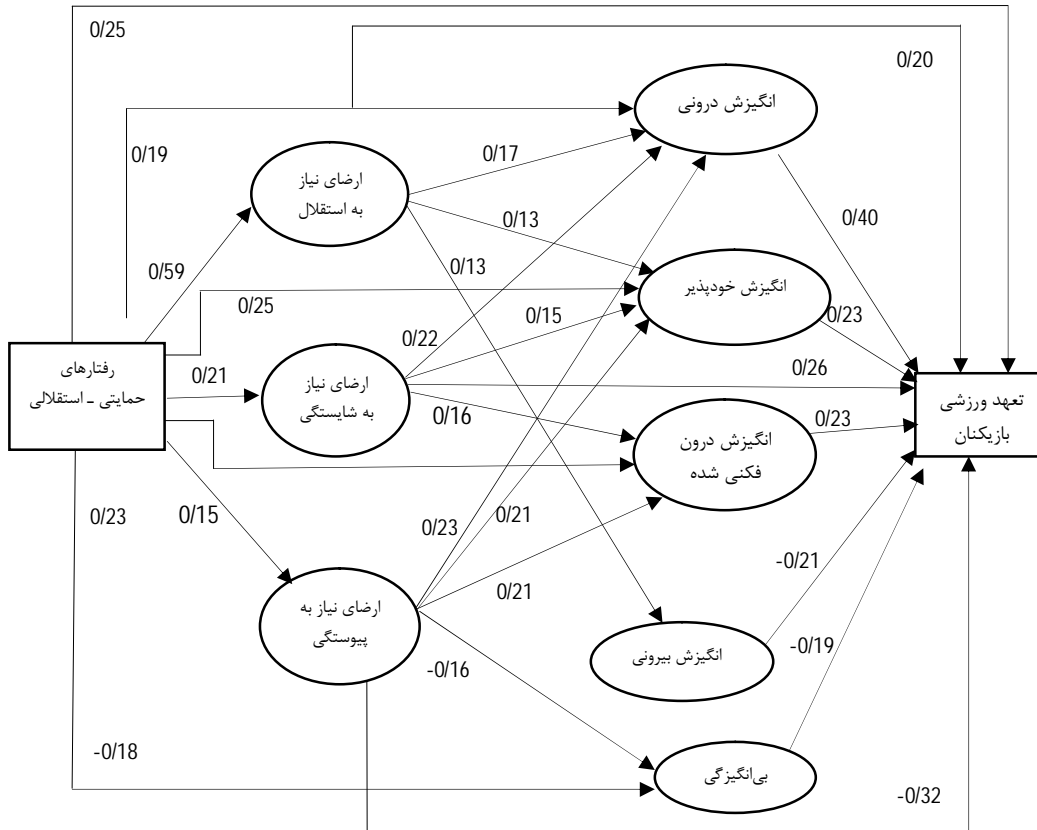 0/25
0/20
انگیزش درونی
0/19
0/17
ارضای نیاز
به استقلال
0/40
0/13
0/59
0/13
انگیزش خودپذیر
0/25
0/15
0/23
0/22
رفتارهای
حمایتی ـ استقلالی
0/21
ارضای نیاز
به شایستگی
0/26
تعهد ورزشی
بازیکنان
0/16
0/23
انگیزش درون
فکنی شده
0/23
0/15
0/23
0/21
-0/21
0/21
ارضای نیاز به
پیوستگی
-0/19
انگیزش بیرونی
-0/16
-0/18
بی‌انگیزگی
-0/32